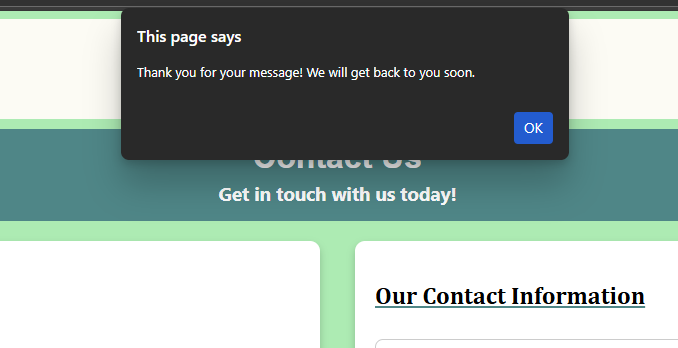 This page says
Thank you for your message! We will get back to you soon.
OK
Contact Us
Get in touch with us today!
Our Contact Information